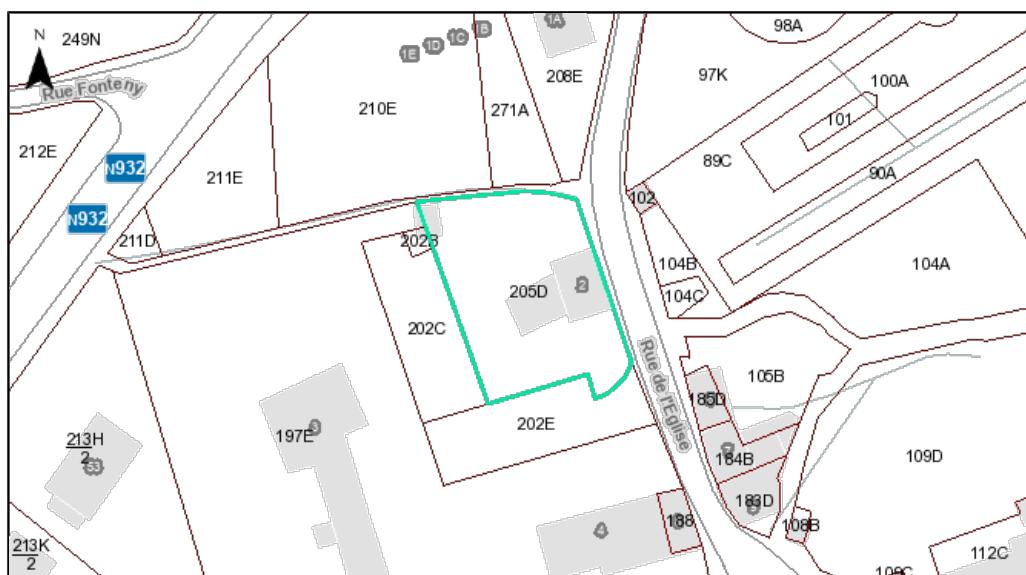 N
249N
Rue Fonteny
212E
N932
N932
211D
211E
210E
1E
1D
1C
1B
1A
271A
208E
98A
97K
100A
101
89C
90A
102
104A
104B
104C
202B
205D
2
202C
202E
Rue de l'Eglise
105B
185D
184B
183D
109D
108B
197E
3
213H
2
53
213K
2
4
188
112C
109C